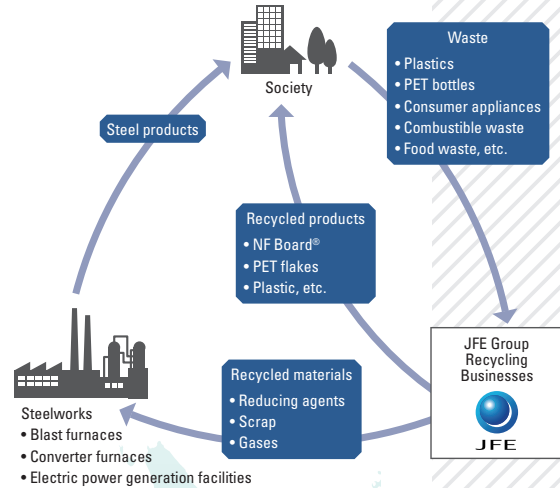 Society
Waste
• Plastics
• PET bottles
• Consumer appliances
• Combustible waste
• Food waste, etc.
Steel products
Recycled products
• NF Board®
• PET flakes
• Plastic, etc.
JFE Group
Recycling
Businesses
JFE
Recycled materials
• Reducing agents
• Scrap
• Gases
Steelworks
• Blast furnaces
• Converter furnaces
• Electric power generation facilities